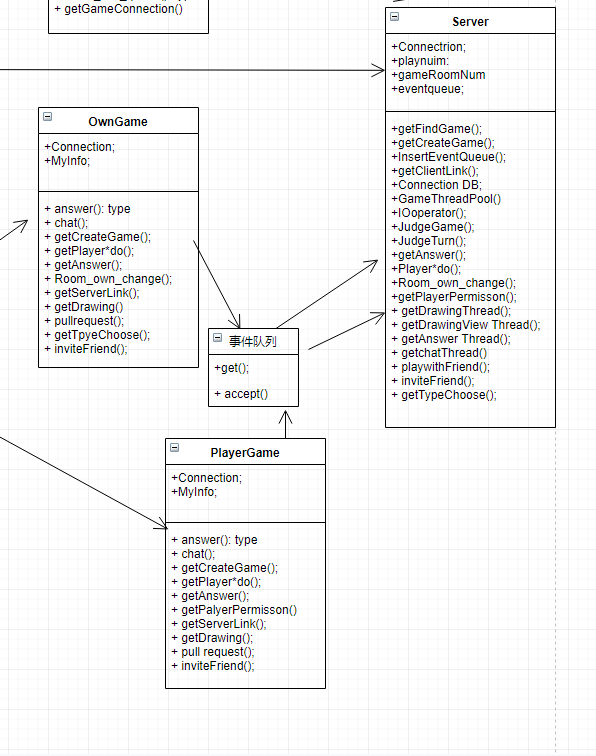 + getGameConnection()
Server
+Connectrion;
+playnuim:
+gameRoomNum
+eventqueue;
+getFindGame();
+getCreateGame();
+InsertEventQueue();
+getClientLink();
+Connection DB;
+GameThreadPool()
+IOoperator();
+JudgeGame();
+JudgeTurn();
+getAnswer();
+Player*do();
+Room_own_change();
+getPlayerPermisson();
+ getDrawingThread();
+ getDrawingView Thread();
+ getAnswer Thread();
+ getchatThread()
+ playwithFriend();
+ inviteFriend();
+ getTypeChoose();
OwnGame
+Connection;
+MyInfo;
+ answer(): type
+ chat();
+ getCreateGame();
+ getPlayer*do();
+ getAnswer();
+ Room_own_change();
+ getServerLink();
+ getDrawing()
+ pullrequest();
+ getTpyeChoose();
+ inviteFriend();
事件队列
+get();
+ accept()
PlayerGame
+Connection;
+MyInfo;
+ answer(): type
+ chat();
+ getCreateGame();
+ getPlayer*do();
+ getAnswer();
+ getPalyerPermisson()
+ getServerLink();
+ getDrawing();
+ pull request();
+ inviteFriend();